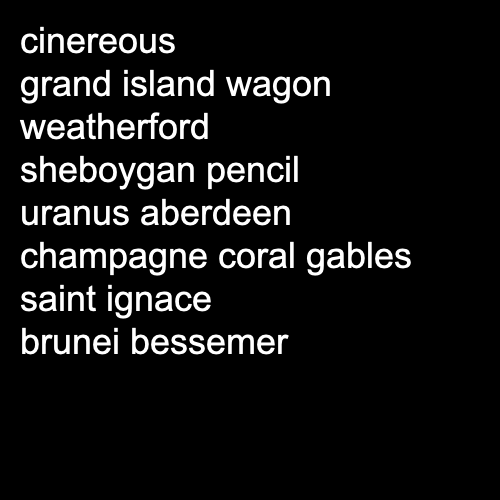 cinereous
grand island wagon
weatherford
sheboygan pencil
uranus aberdeen
champagne coral gables
saint ignace
brunei bessemer